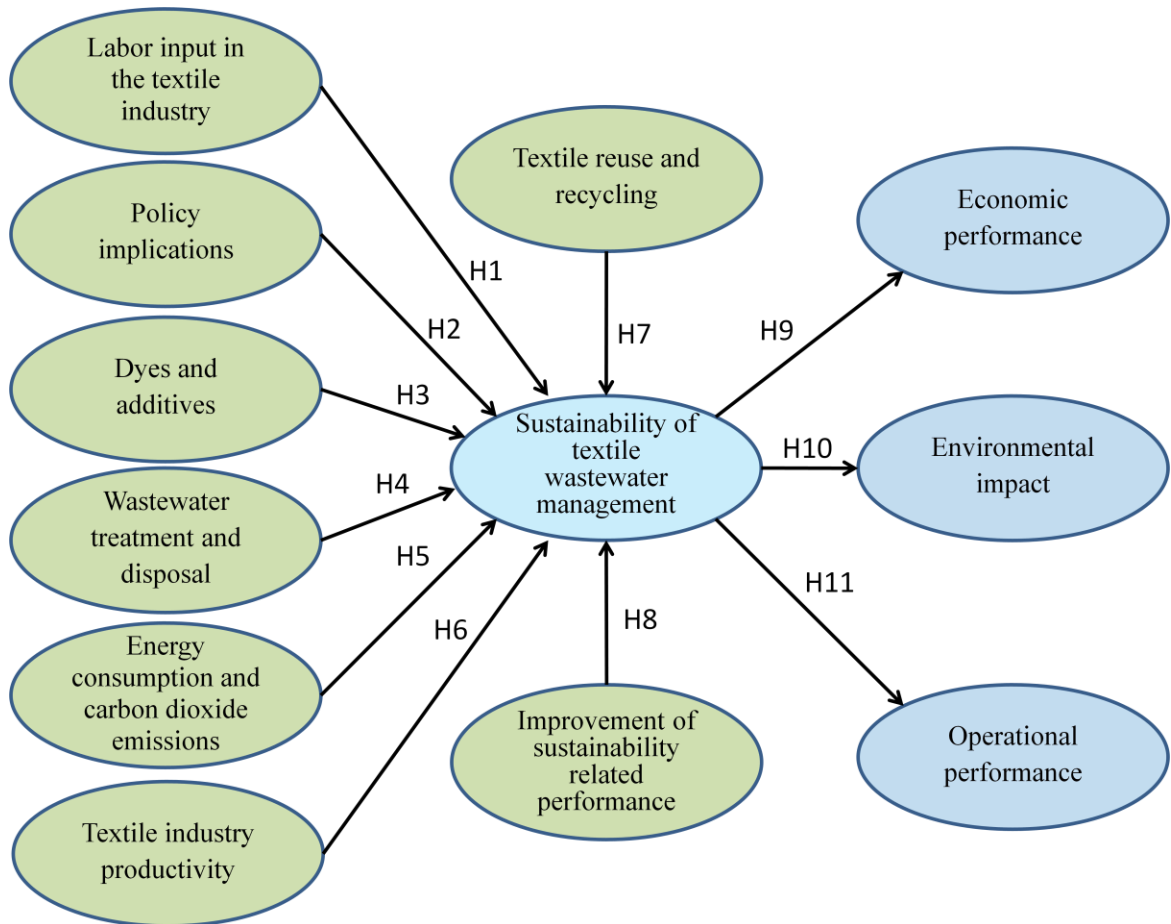 Labor input in
the textile
industry
Policy
implications
Dyes and
additives
Wastewater
treatment and
disposal
Energy
consumption and
carbon dioxide
emissions
Textile industry
productivity
H1
H2
H3
H4
H5
H6
Textile reuse and
recycling
H7
Sustainability of
textile
wastewater
management
H8
Improvement of
sustainability
related
performance
H9
H10
H11
Economic
performance
Environmental
impact
Operational
performance